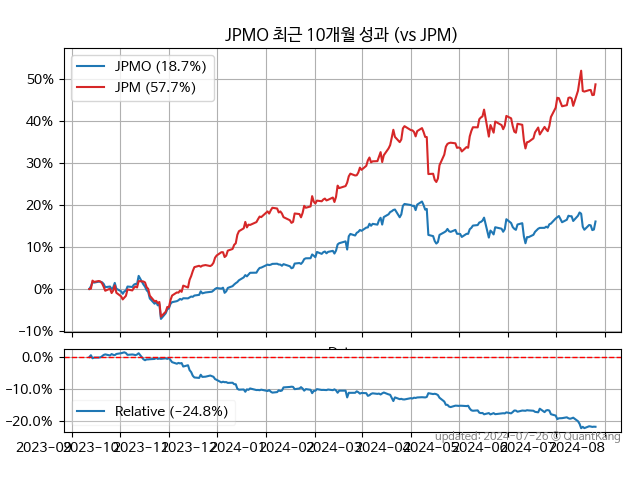 JPMO 최근 10개월 성과 (vs JPM)
JPMO (18.7%)
JPM (57.7%)
50%
40%
30%
20%
10%
0%
−10%
0.0%
−10.0%
−20.0%
Relative (−24.8%)
updated: 2024-07-26 © QuantKang
2023-09 2023-10 2023-11 2023-12 2024-01 2024-02 2024-03 2024-04 2024-05 2024-06 2024-07 2024-08